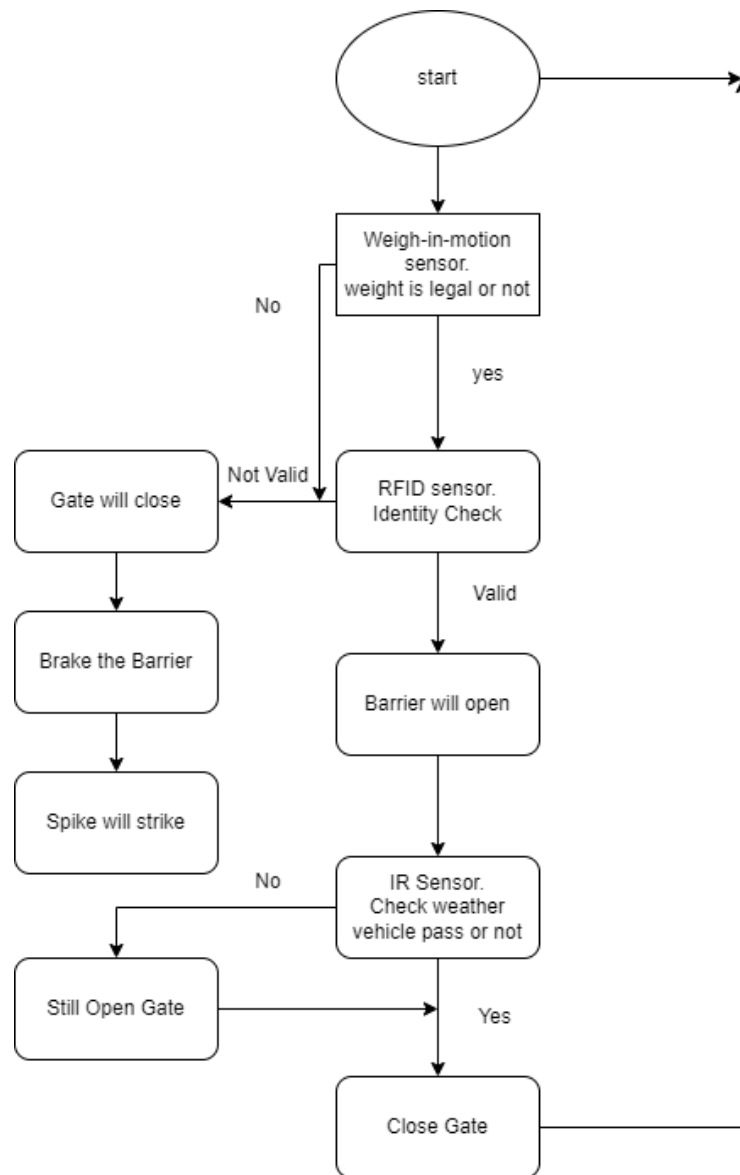 start
Weigh-in-motion
sensor.
weight is legal or not
No
yes
Gate will close
Not Valid
RFID sensor.
Identity Check
Valid
Brake the Barrier
Barrier will open
Spike will strike
No
IR Sensor.
Check weather
vehicle pass or not
Still Open Gate
Yes
Close Gate